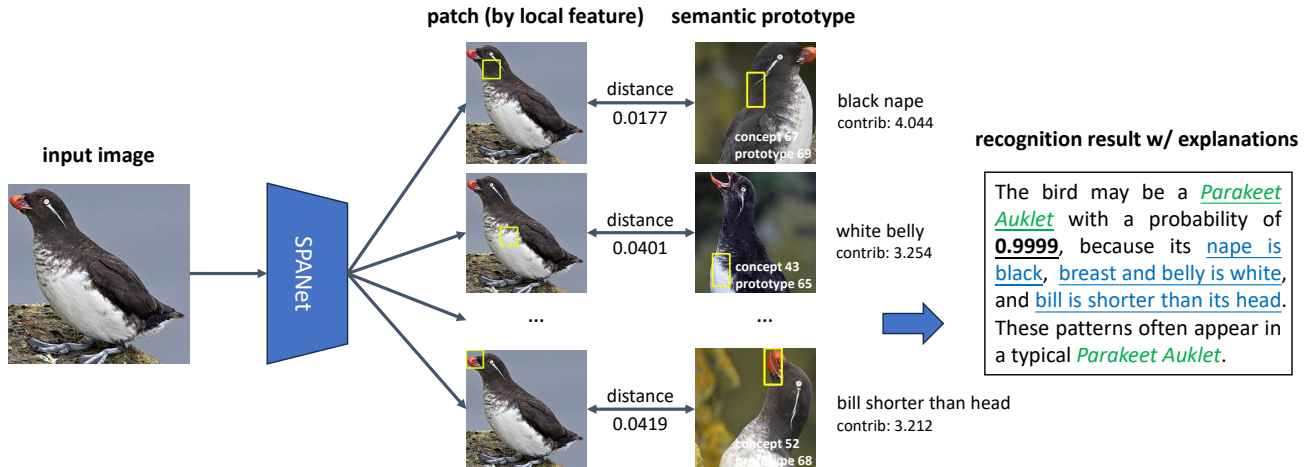 patch (by local feature)
semantic prototype
distance
0.0177
concept 67
prototype 69
black nape
contrib: 4.044
input image
SPANet
distance
0.0401
concept 43
prototype 65
white belly
contrib: 3.254
...
...
distance
0.0419
concept 52
prototype 68
bill shorter than head
contrib: 3.212
recognition result w/ explanations
The bird may be a Parakeet
Auklet with a probability of
0.9999, because its nape is
black, breast and belly is white,
and bill is shorter than its head.
These patterns often appear in
a typical Parakeet Auklet.